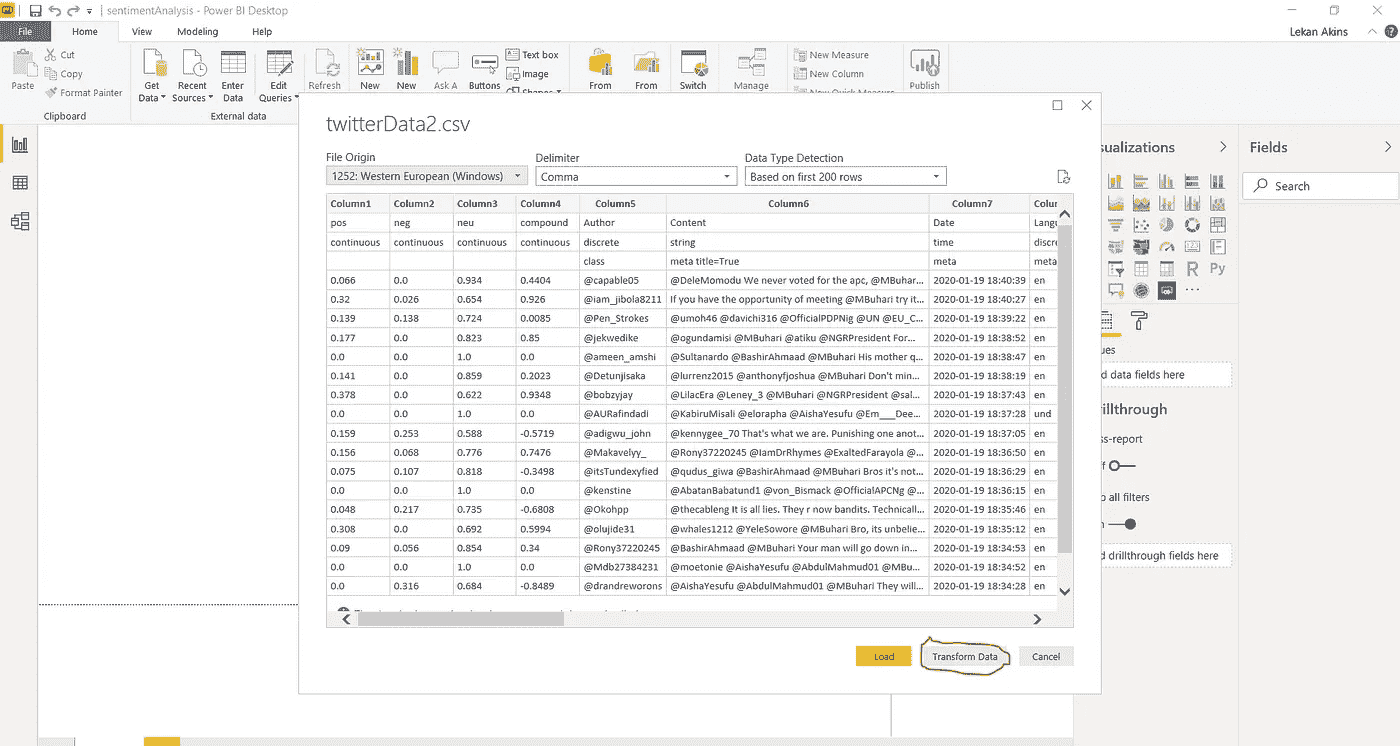 sentimentAnalysis - Power BI Desktop
File Home View Modeling Help Lekan Akins
Paste
Cut
Copy
Format Painter
Clipboard
Get Data
Recent Sources
Enter Data
Edit Queries
External data
Refresh
New
New
Ask A
Buttons
Text box
Image
Shapes
From
From
Switch
Manage
New Measure
New Column
New Quick Measure
Publish
twitterData2.csv
File Origin Delimiter Data Type Detection
1252: Western European (Windows) Comma Based on first 200 rows
Column1 Column2 Column3 Column4 Column5 Column6 Column7 Colun
pos neg neu compound Author Content Date Langu
continuous continuous continuous continuous discrete string time discre
class meta title=True meta meta
0.066 0.0 0.934 0.4404 @capable05 @DeleMomodu We never voted for the apc, @MBuhar... 2020-01-19 18:40:39 en
0.32 0.026 0.654 0.926 @iam_jibola8211 If you have the opportunity of meeting @MBuhari try it... 2020-01-19 18:40:27 en
0.139 0.138 0.724 0.0085 @Pen_Strokes @umoh46 @davichi316 @OfficialPDPNig @UN @EU_C... 2020-01-19 18:39:22 en
0.177 0.0 0.823 0.85 @jekwedike @ogundamisi @MBuhari @atiku @NGRPresident For... 2020-01-19 18:38:52 en
0.0 0.0 1.0 0.0 @ameen_amshi @Sultanardo @BashirAhmaad @MBuhari His mother q... 2020-01-19 18:38:47 en
0.141 0.0 0.859 0.2023 @Detunjisaka @lurrenz2015 @anthonyfjoshua @MBuhari Don't min... 2020-01-19 18:38:19 en
0.378 0.0 0.622 0.9348 @bobzyjay @LilacEra @Leney_3 @MBuhari @NGRPresident @sal... 2020-01-19 18:37:43 en
0.0 0.0 1.0 0.0 @AURafindadi @KabiruMisali @elorapha @AishaYesufu @Em___Dee... 2020-01-19 18:37:28 und
0.159 0.253 0.588 -0.5719 @adigwu_john @kennygee_70 That's what we are. Punishing one anot... 2020-01-19 18:37:05 en
0.156 0.068 0.776 0.7476 @Makavelyy_ @Rony37220245 @IamDrRhymes @ExaltedFarayola @... 2020-01-19 18:36:50 en
0.075 0.107 0.818 -0.3498 @itsTundexyfied @qudus_giwa @BashirAhmaad @MBuhari Bros it's not... 2020-01-19 18:36:29 en
0.0 0.0 1.0 0.0 @kenstine @AbatanBabatund1 @von_Bismack @OfficialAPCNg @... 2020-01-19 18:36:15 en
0.048 0.217 0.735 -0.6808 @Okohpp @thecableng It is all lies. They r now bandits. Technicall... 2020-01-19 18:35:46 en
0.308 0.0 0.692 0.5994 @olujide31 @whales1212 @YeleSowore @MBuhari Bro, its unbelie... 2020-01-19 18:35:12 en
0.09 0.056 0.854 0.34 @Rony37220245 @BashirAhmaad @MBuhari Your man will go down in... 2020-01-19 18:34:53 en
0.0 0.0 1.0 0.0 @Mdb27384231 @moetonie @AishaYesufu @AbdulMahmud01 @MBu... 2020-01-19 18:34:52 en
0.0 0.316 0.684 -0.8489 @drandreworons @AishaYesufu @AbdulMahmud01 @MBuhari They will... 2020-01-19 18:34:28 en
Load Transform Data Cancel
sualizations
R Py
ues
d data fields here
rillthrough
ss-report
f
p all filters
n
d drillthrough fields here
Fields
Search